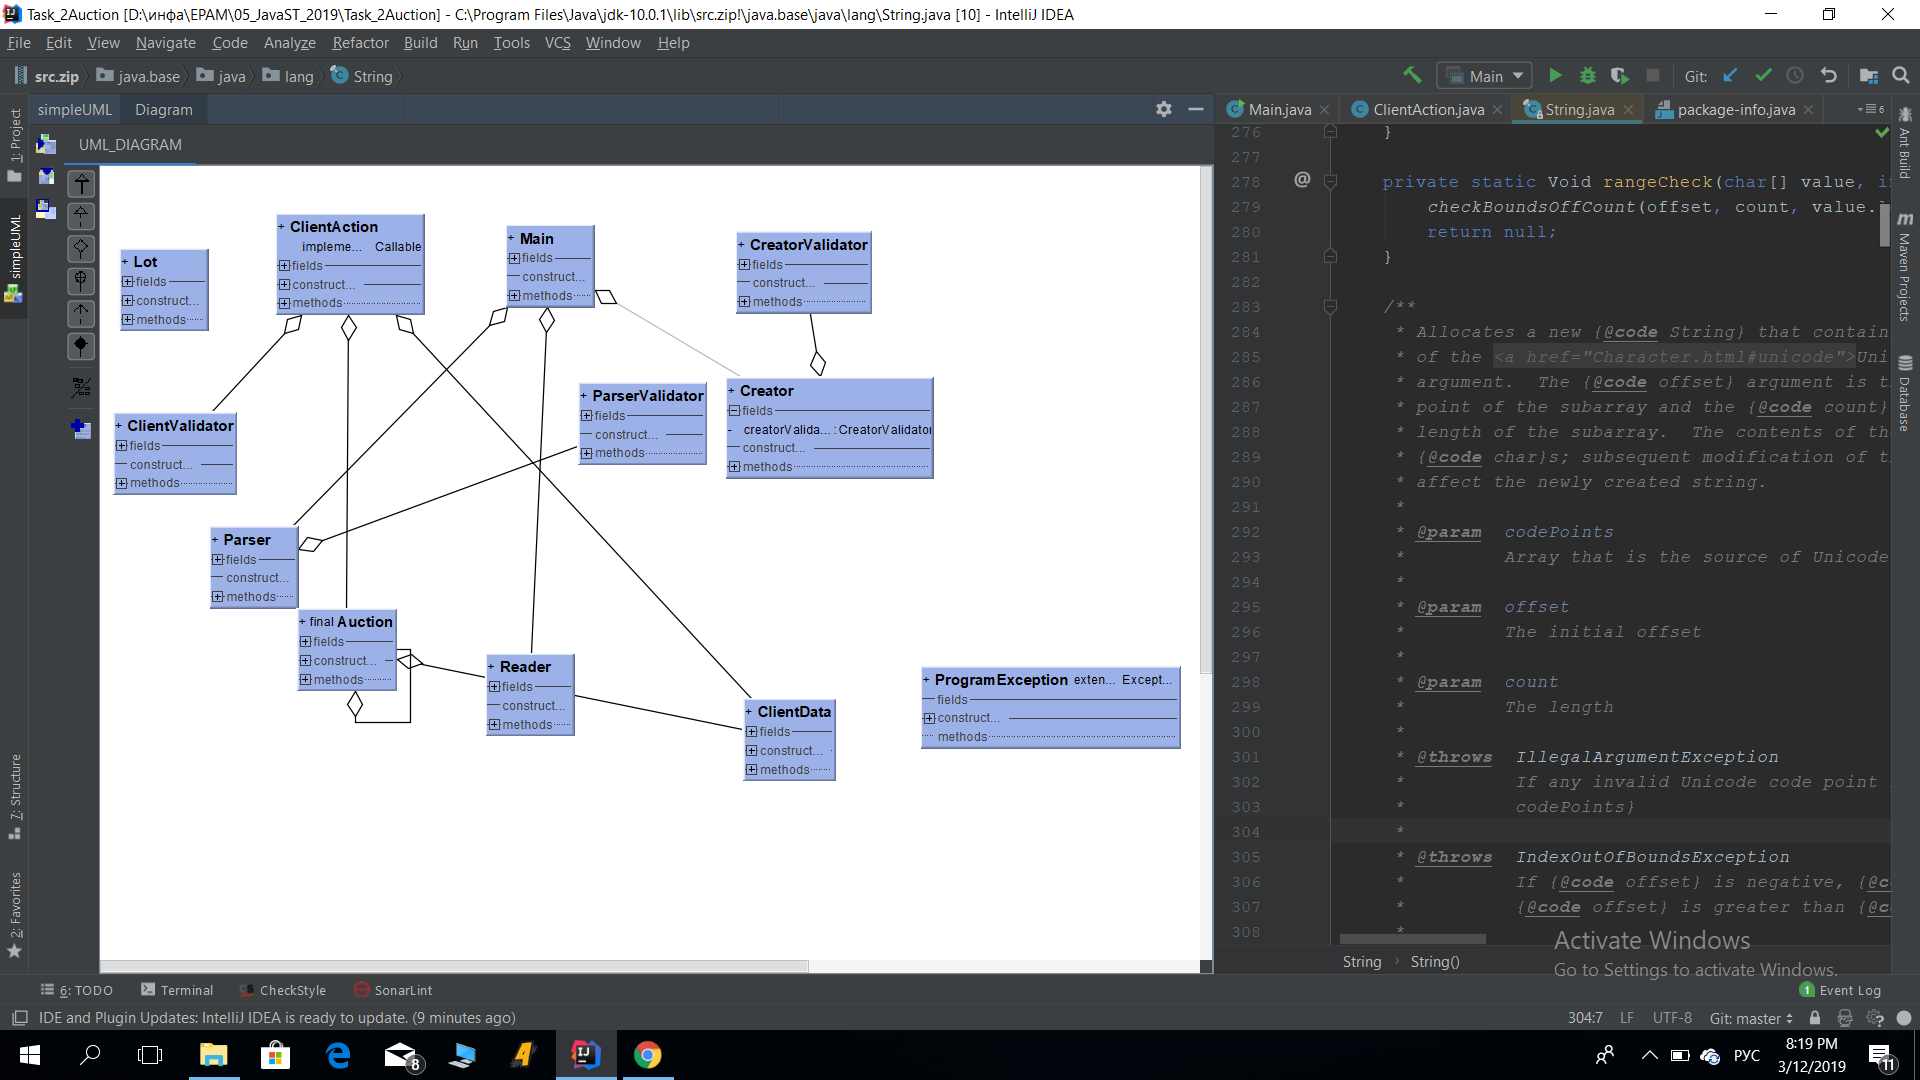 Task_2Auction [D:\инфа\EPAM\05_JavaST_2019\Task_2Auction] - C:\Program Files\Java\jdk-10.0.1\lib\src.zip!\java.base\java\lang\String.java [10] - IntelliJ IDEA
File Edit View Navigate Code Analyze Refactor Build Run Tools VCS Window Help
src.zip java.base java lang String
Main Git:
simpleUML Diagram
Main.java ClientAction.java String.java package-info.java 6
UML_DIAGRAM
1: Project
simpleUML
7: Structure
2: Favorites
+ Lot
fields
construct...
methods
+ ClientAction
impleme... Callable
fields
construct...
methods
+ Main
fields
construct...
methods
+ CreatorValidator
fields
construct...
methods
+ ClientValidator
fields
construct...
methods
+ ParserValidator
fields
construct...
methods
+ Creator
fields
- creatorValida... : CreatorValidator
construct...
methods
+ Parser
fields
construct...
methods
+ final Auction
fields
construct...
methods
+ Reader
fields
construct...
methods
+ ClientData
fields
construct...
methods
+ ProgramException exten... Except...
fields
construct...
methods
276 }
277
278 @ private static Void rangeCheck(char[] value, i
279 checkBoundsOffCount(offset, count, value.
280 return null;
281 }
282
283 /**
284 * Allocates a new {@code String} that contain
285 * of the <a href="Character.html#unicode">Uni
286 * argument. The {@code offset} argument is t
287 * point of the subarray and the {@code count}
288 * length of the subarray. The contents of th
289 * {@code char}s; subsequent modification of t
290 * affect the newly created string.
291 *
292 * @param codePoints
293 * Array that is the source of Unicode
294 *
295 * @param offset
296 * The initial offset
297 *
298 * @param count
299 * The length
300 *
301 * @throws IllegalArgumentException
302 * If any invalid Unicode code point
303 * codePoints}
304 *
305 * @throws IndexOutOfBoundsException
306 * If {@code offset} is negative, {@c
307 * {@code offset} is greater than {@c
308 *
Ant Build
Maven Projects
Database
Activate Windows
Go to Settings to activate Windows.
String String()
6: TODO Terminal CheckStyle SonarLint 1 Event Log
IDE and Plugin Updates: IntelliJ IDEA is ready to update. (9 minutes ago) 304:7 LF UTF-8 Git: master
8 РУС 8:19 PM
3/12/2019 11